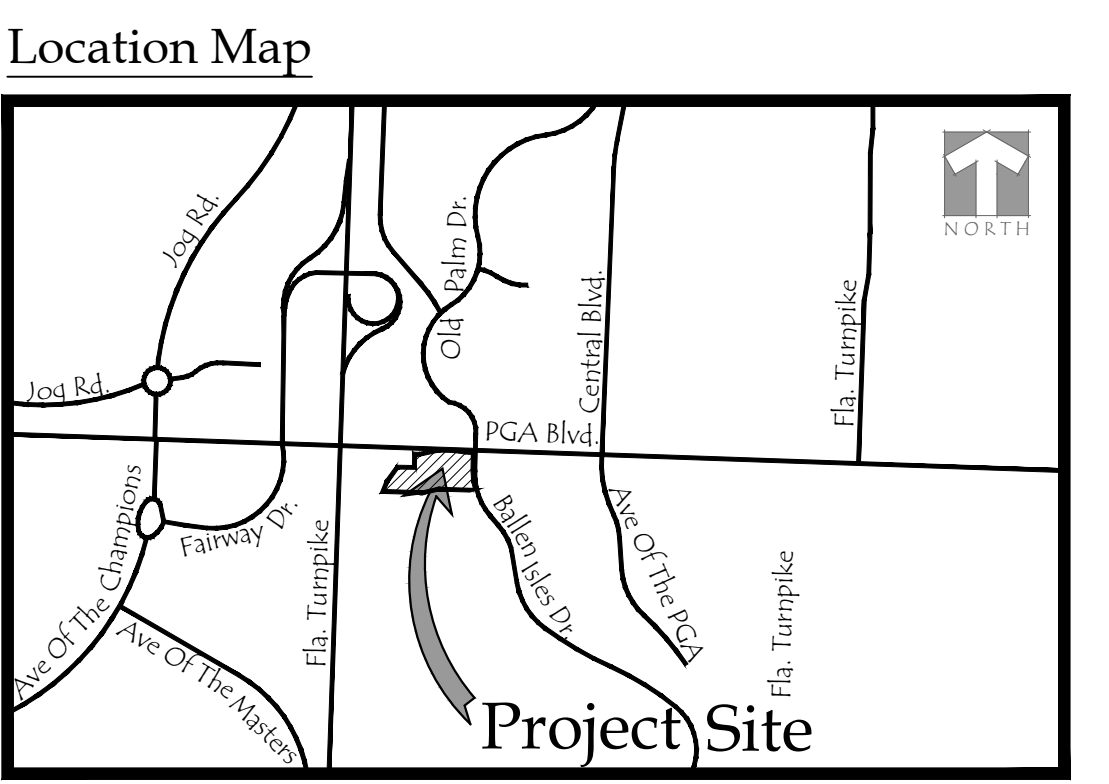 Location Map
NORTH
Jog Rd.
Old Palm Dr.
Central Blvd.
Fla. Turnpike
Jog Rd.
PGA Blvd.
Ave Of The Champions
Fairway Dr.
Fla. Turnpike
Ballen Isles Dr.
Ave Of The PGA
Fla. Turnpike
Ave Of The Masters
Project Site